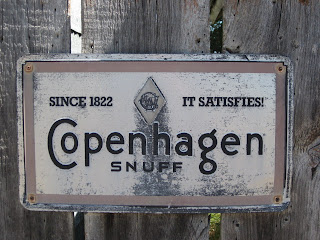 SINCE 1822 IT SATISFIES!
Copenhagen
SNUFF